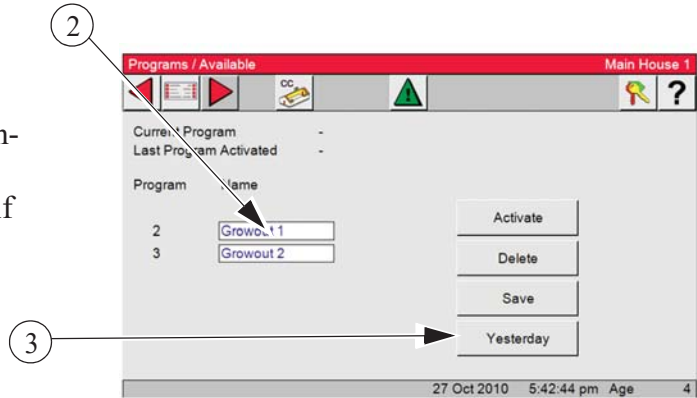 2
Programs / Available Main House 1
CC
?
Current Program -
Last Program Activated -
n-
Program Name
if
2 Growout 1
3 Growout 2
Activate
Delete
Save
Yesterday
3
27 Oct 2010 5:42:44 pm Age 4